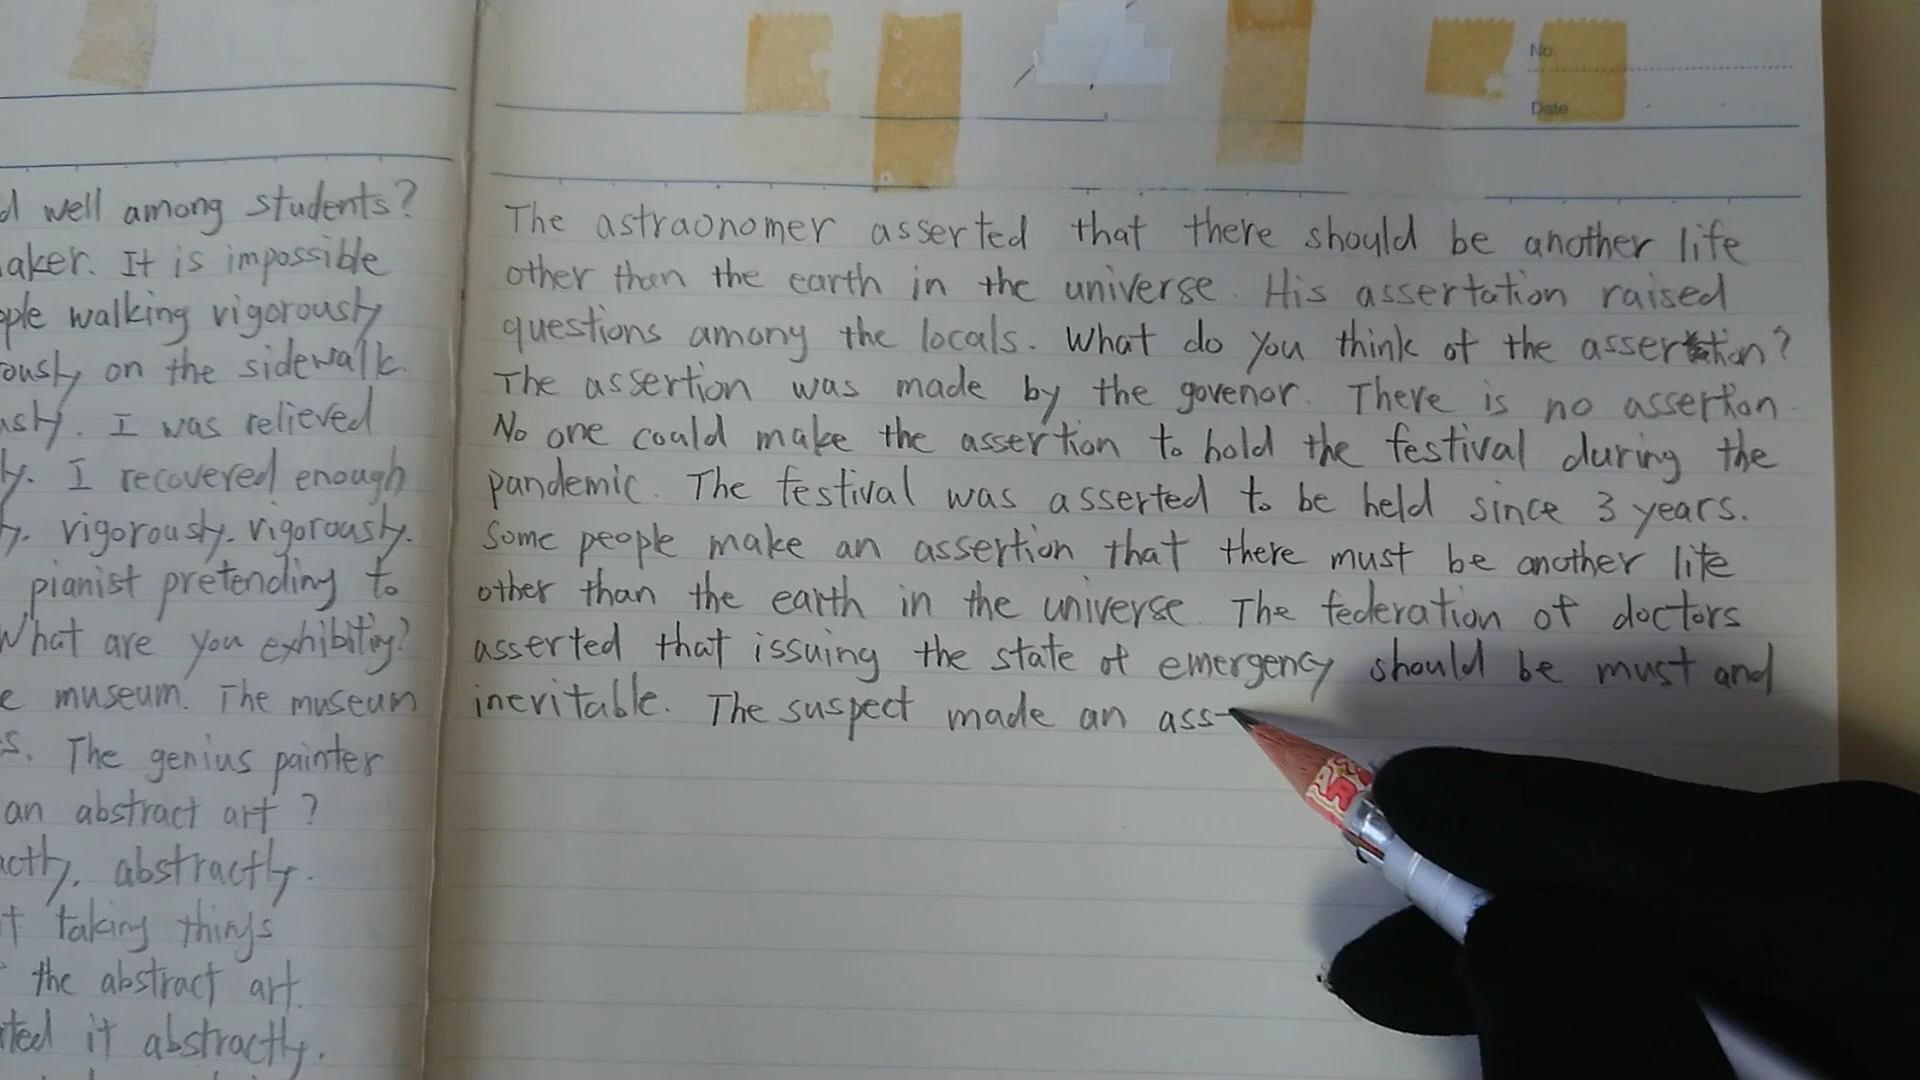 d well among students?
aker. It is impossible
ople walking vigorously
ously on the sidewalk.
usly. I was relieved
ly. I recovered enough
y. vigorously. vigorously.
pianist pretending to
What are you exhibiting?
e museum. The museum
s. The genius painter
an abstract art ?
actly, abstractly.
t taking things
the abstract art.
ted it abstractly.
No.
Date
The astraonomer asserted that there should be another life
other than the earth in the universe. His assertation raised
questions among the locals. What do you think of the assertion?
The assertion was made by the govenor. There is no asserton.
No one could make the assertion to hold the festival during the
pandemic. The festival was asserted to be held since 3 years.
Some people make an assertion that there must be another life
other than the earth in the universe. The federation of doctors
asserted that issuing the state of emergency should be must and
inevitable. The suspect made an ass